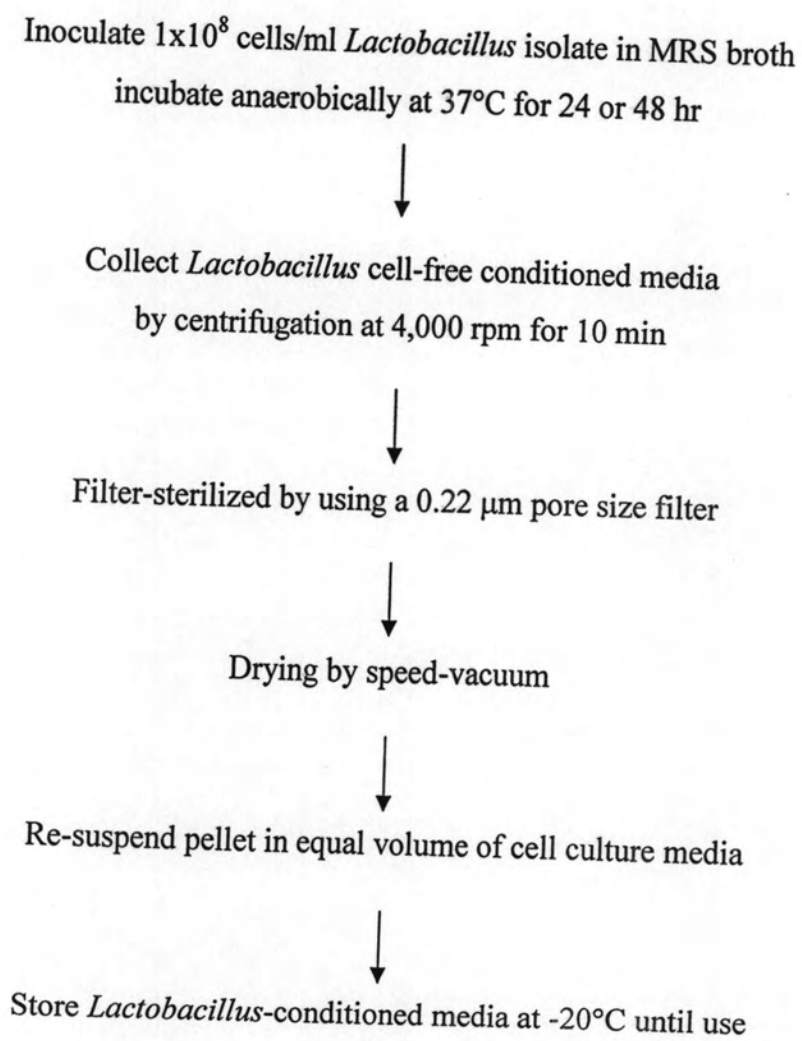 Inoculate 1x10⁸ cells/ml Lactobacillus isolate in MRS broth
incubate anaerobically at 37°C for 24 or 48 hr
Collect Lactobacillus cell-free conditioned media
by centrifugation at 4,000 rpm for 10 min
Filter-sterilized by using a 0.22 μm pore size filter
Drying by speed-vacuum
Re-suspend pellet in equal volume of cell culture media
Store Lactobacillus-conditioned media at -20°C until use